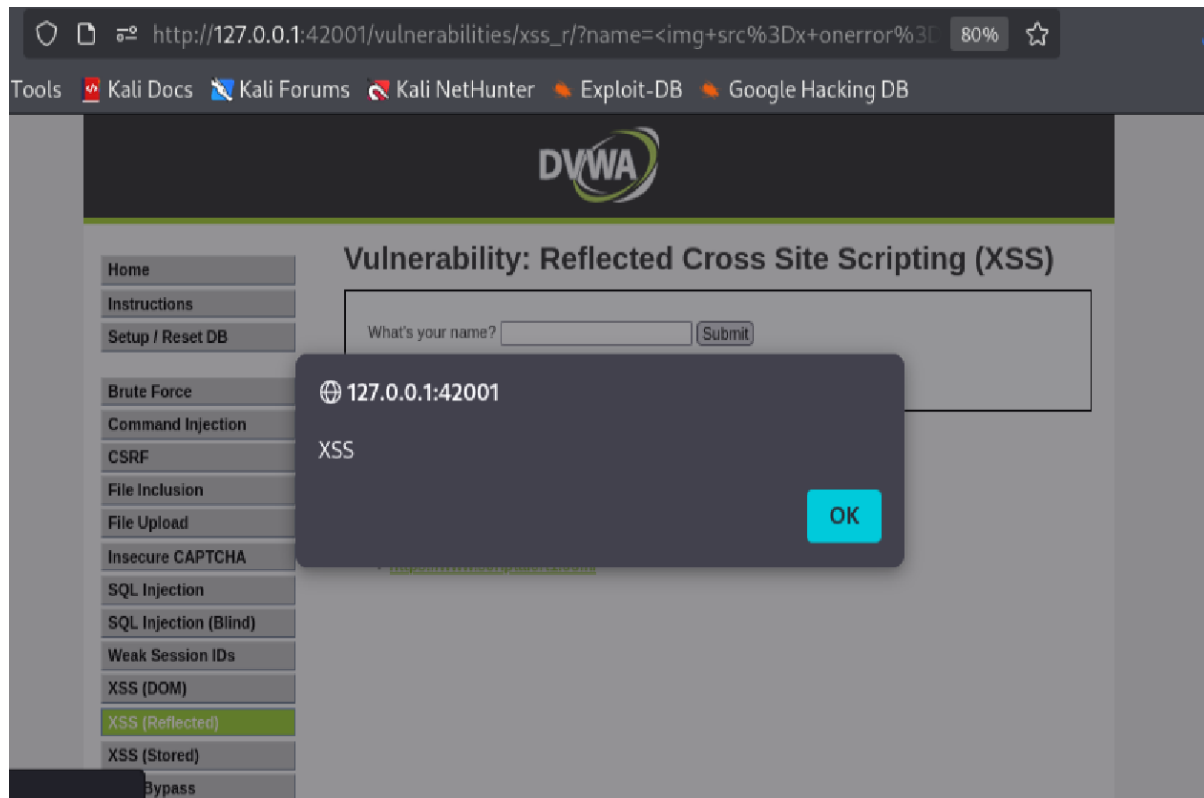 http://127.0.0.1:42001/vulnerabilities/xss_r/?name=<img+src%3Dx+onerror%3D 80%
Tools Kali Docs Kali Forums Kali NetHunter Exploit-DB Google Hacking DB
DVWA
Vulnerability: Reflected Cross Site Scripting (XSS)
What's your name? Submit
Home
Instructions
Setup / Reset DB
Brute Force
Command Injection
CSRF
File Inclusion
File Upload
Insecure CAPTCHA
SQL Injection
SQL Injection (Blind)
Weak Session IDs
XSS (DOM)
XSS (Reflected)
XSS (Stored)
Bypass
127.0.0.1:42001
XSS
OK